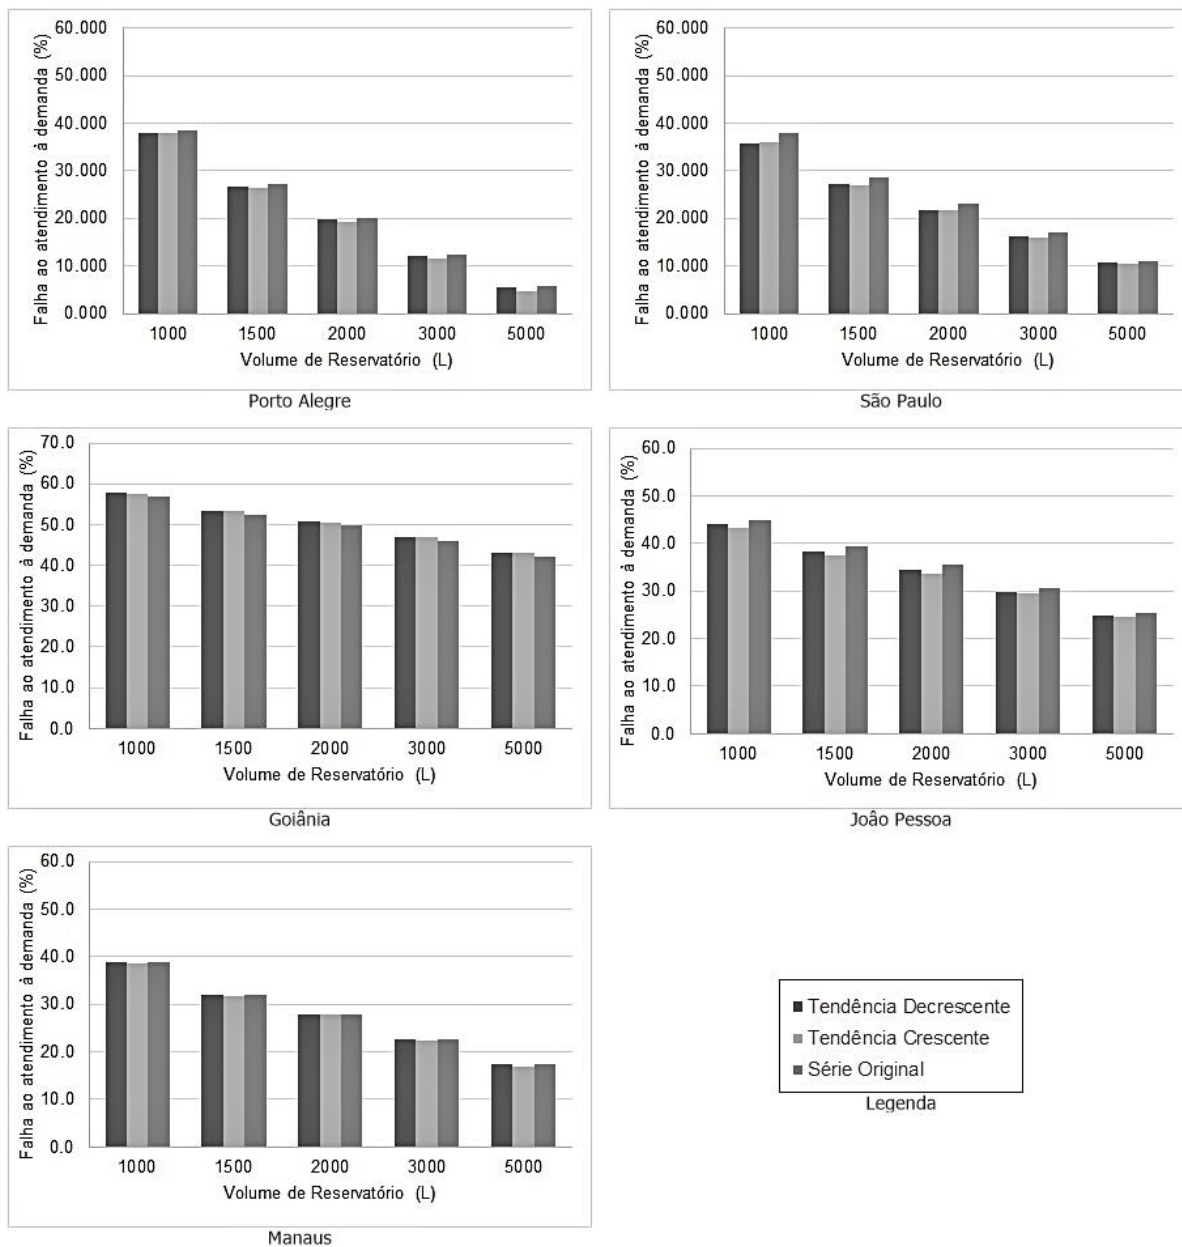 Falha ao atendimento à demanda (%)
60.000
50.000
40.000
30.000
20.000
10.000
0.000
1000 1500 2000 3000 5000
Volume de Reservatório (L)
Porto Alegre
Falha ao atendimento à demanda (%)
60.000
50.000
40.000
30.000
20.000
10.000
0.000
1000 1500 2000 3000 5000
Volume de Reservatório (L)
São Paulo
Falha ao atendimento à demanda (%)
70.0
60.0
50.0
40.0
30.0
20.0
10.0
0.0
1000 1500 2000 3000 5000
Volume de Reservatório (L)
Goiânia
Falha ao atendimento à demanda (%)
60.0
50.0
40.0
30.0
20.0
10.0
0.0
1000 1500 2000 3000 5000
Volume de Reservatório (L)
João Pessoa
Falha ao atendimento à demanda (%)
60.0
50.0
40.0
30.0
20.0
10.0
0.0
1000 1500 2000 3000 5000
Volume de Reservatório (L)
Manaus
Tendência Decrescente
Tendência Crescente
Série Original
Legenda